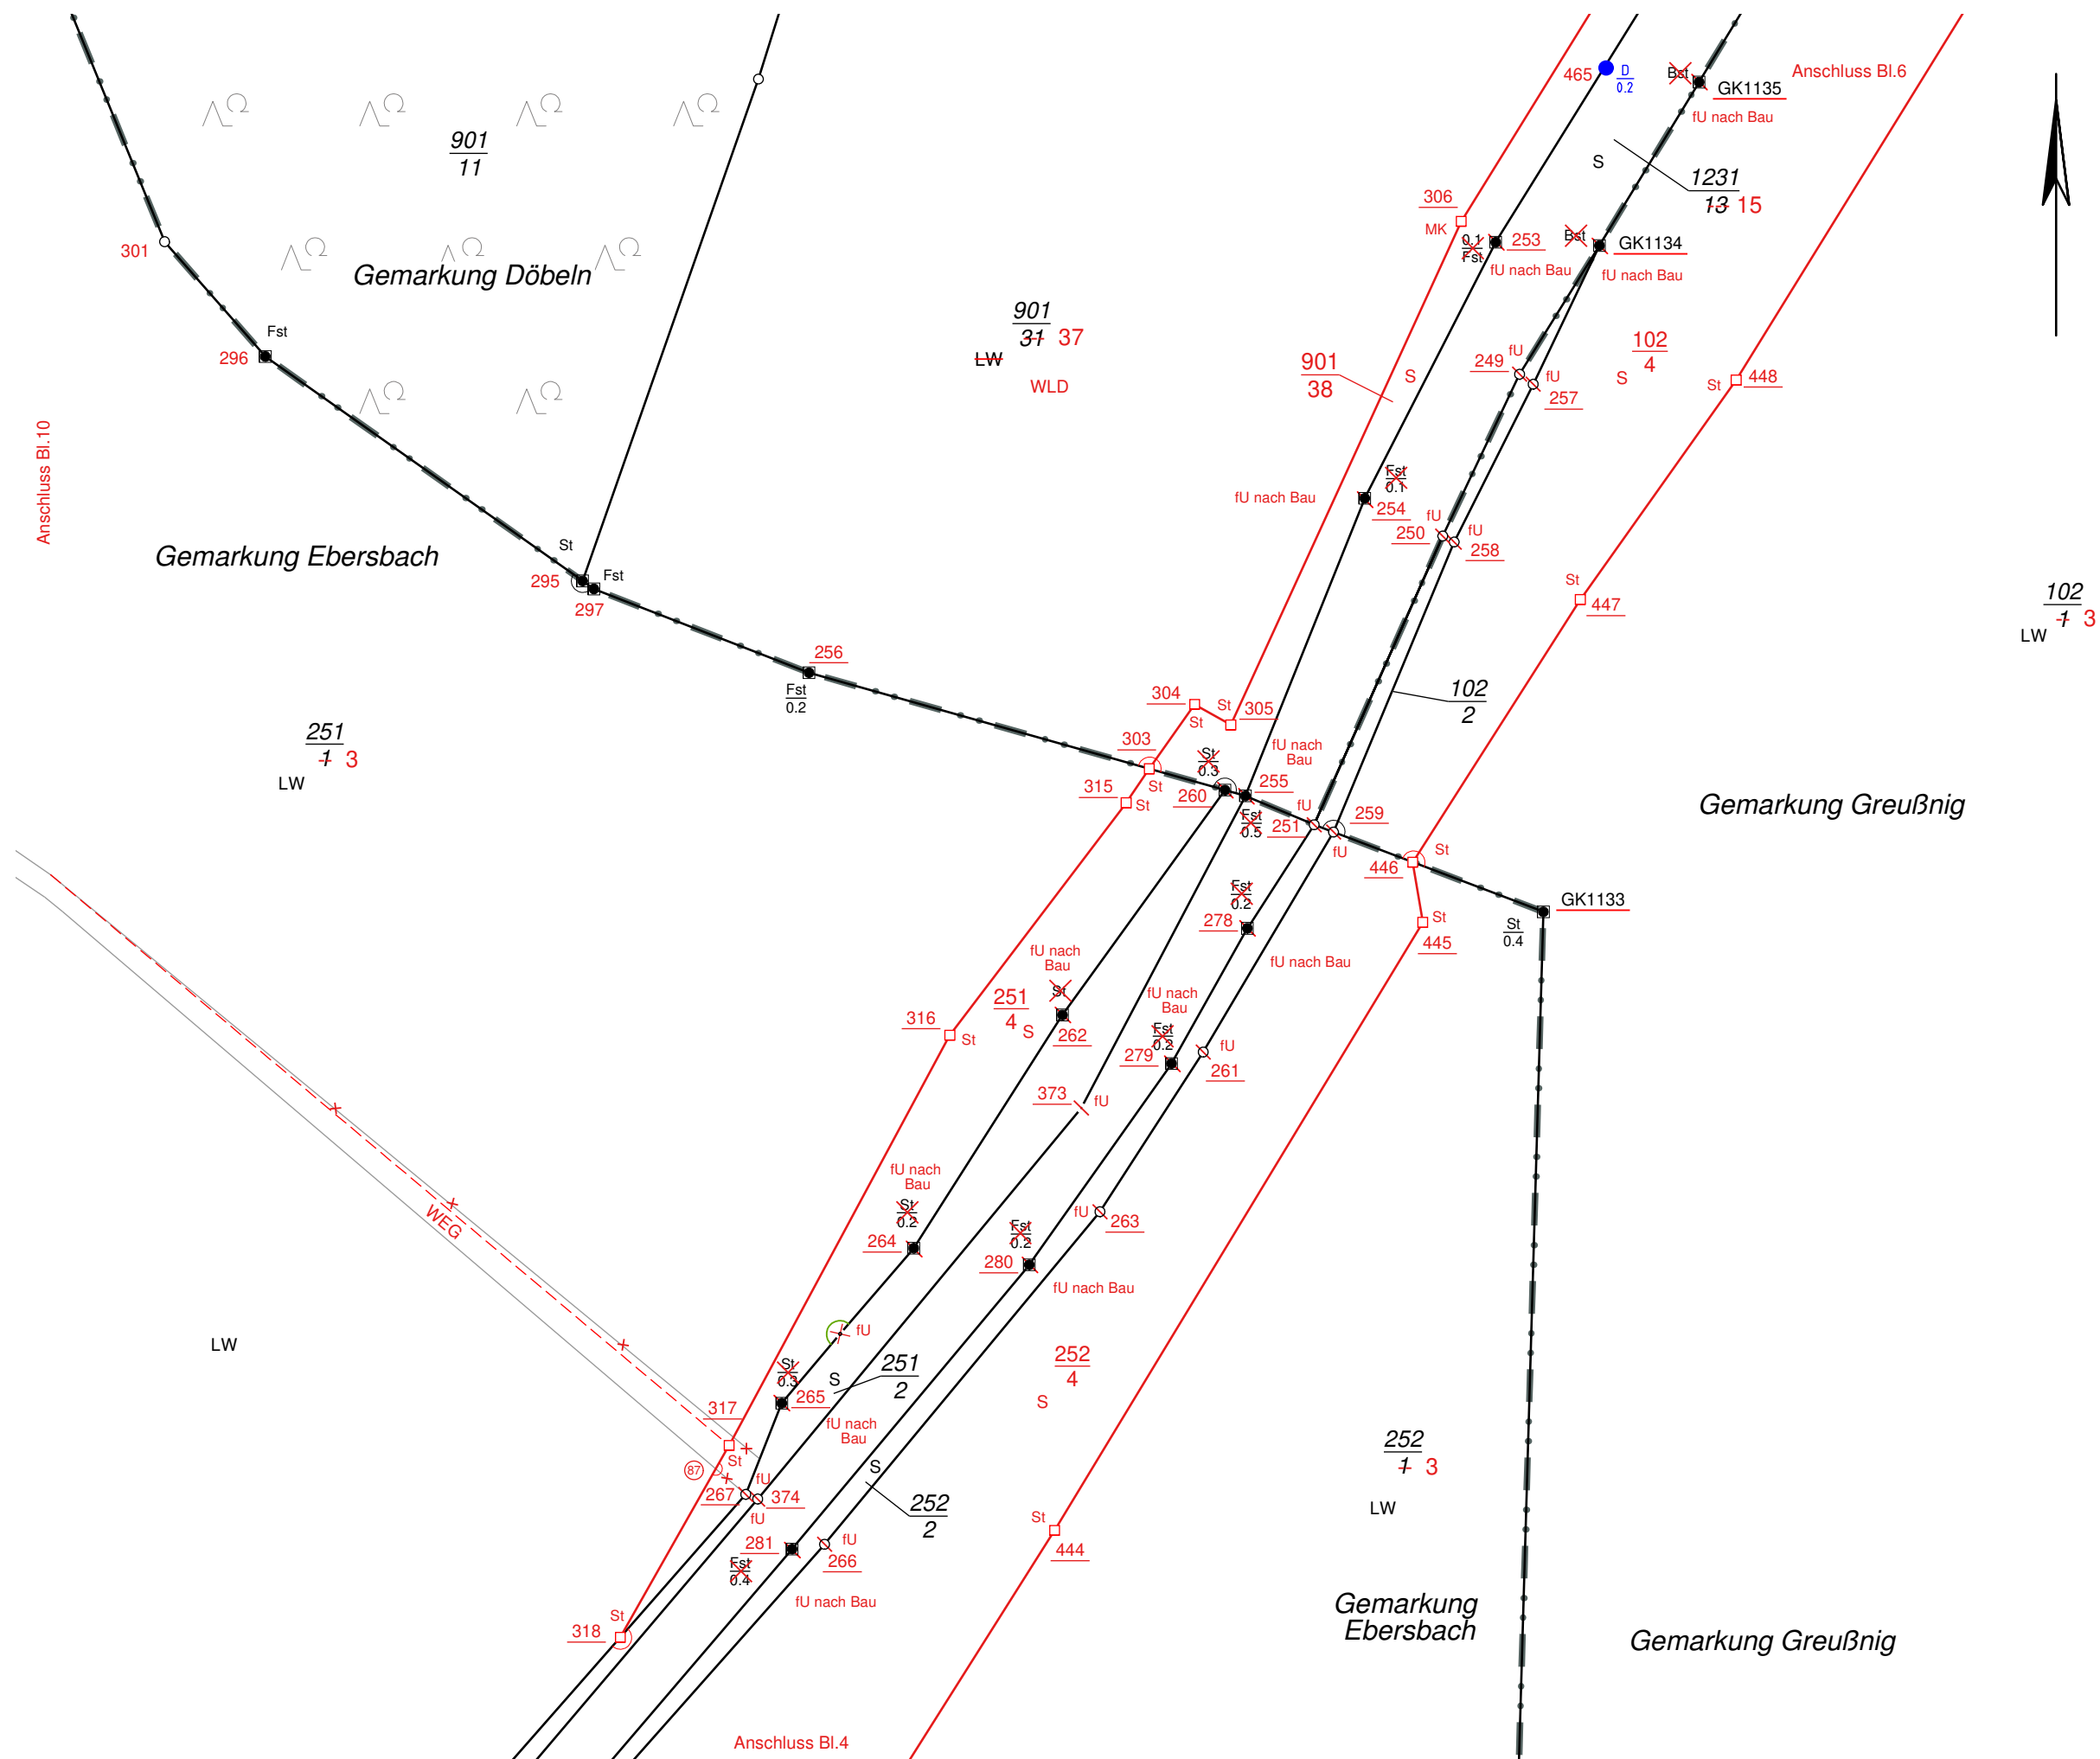 465
D
0.2
Bst
GK1135
Anschluss Bl.6
fU nach Bau
901
11
S
1231
13 15
306
MK
0.1
Fst
253
fU nach Bau
Bst
GK1134
fU nach Bau
301
Gemarkung Döbeln
901
31 37
LW
WLD
Fst
296
901
38
S
249
fU
fU
257
102
4
S
St
448
Anschluss Bl.10
Fst
0.1
fU nach Bau
254
fU
250
fU
258
Gemarkung Ebersbach
St
295
Fst
297
St
447
102
1 3
LW
256
Fst
0.2
304
St
St
305
102
2
251
1 3
LW
303
St
St
0.3
fU nach
Bau
315
St
260
255
Fst
0.5
fU
251
259
fU
Gemarkung Greußnig
446
St
Fst
0.2
278
GK1133
St
0.4
St
445
fU nach
Bau
St
262
fU nach Bau
251
4
S
fU nach
Bau
316
St
Fst
0.2
279
fU
261
373
fU
fU nach
Bau
St
0.2
264
WEG
fU
263
Fst
0.2
280
fU nach Bau
LW
fU
St
0.3
265
S
251
2
252
4
S
317
St
fU nach
Bau
87
267
fU
374
fU
S
252
2
252
1 3
LW
281
Fst
0.4
fU
266
St
444
fU nach Bau
St
318
Gemarkung
Ebersbach
Gemarkung Greußnig
Anschluss Bl.4